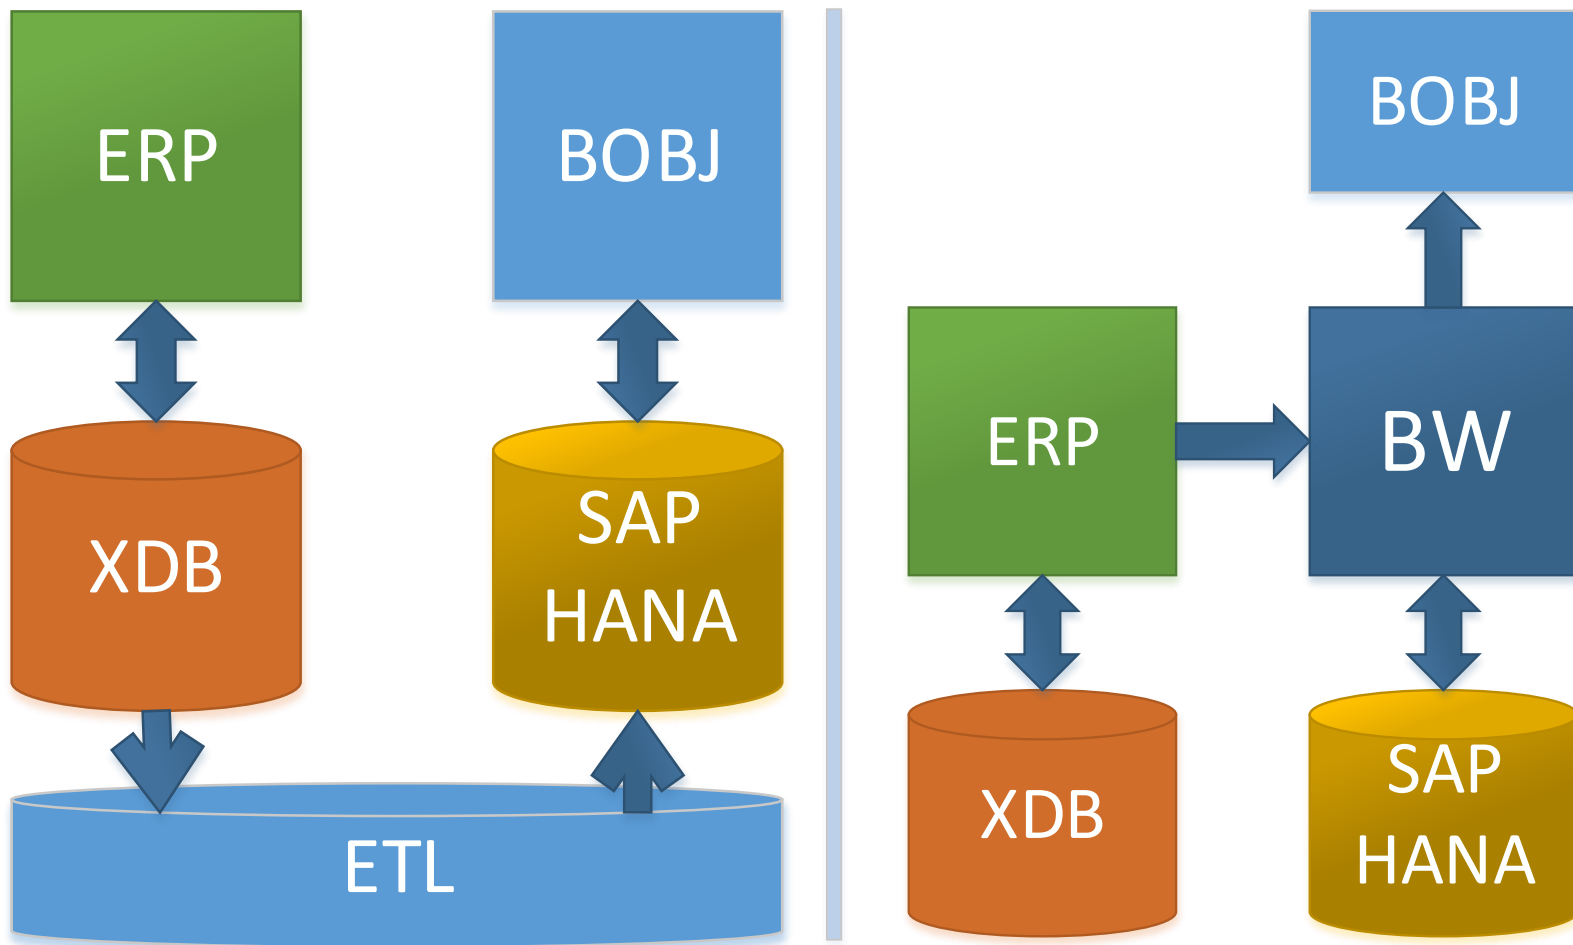 ERP
BOBJ
XDB
SAP
HANA
ETL
BOBJ
ERP
BW
XDB
SAP
HANA